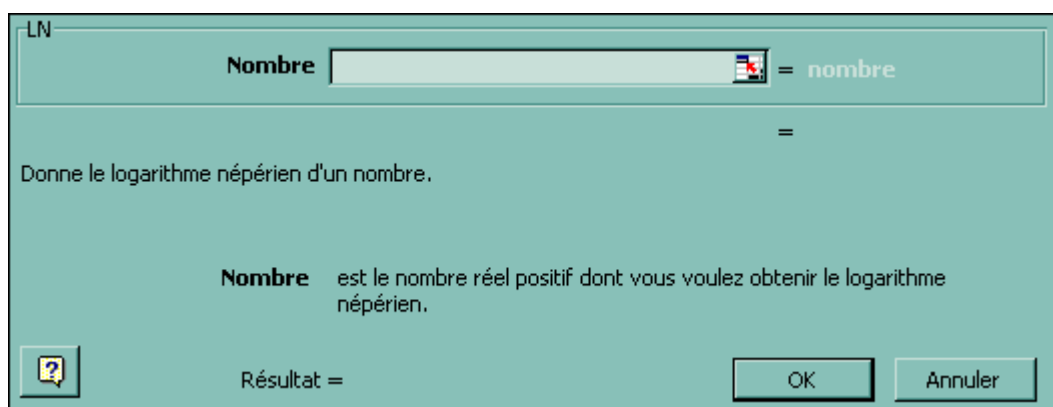 LN
Nombre = nombre
=
Donne le logarithme népérien d'un nombre.
Nombre est le nombre réel positif dont vous voulez obtenir le logarithme
népérien.
? Résultat = OK Annuler